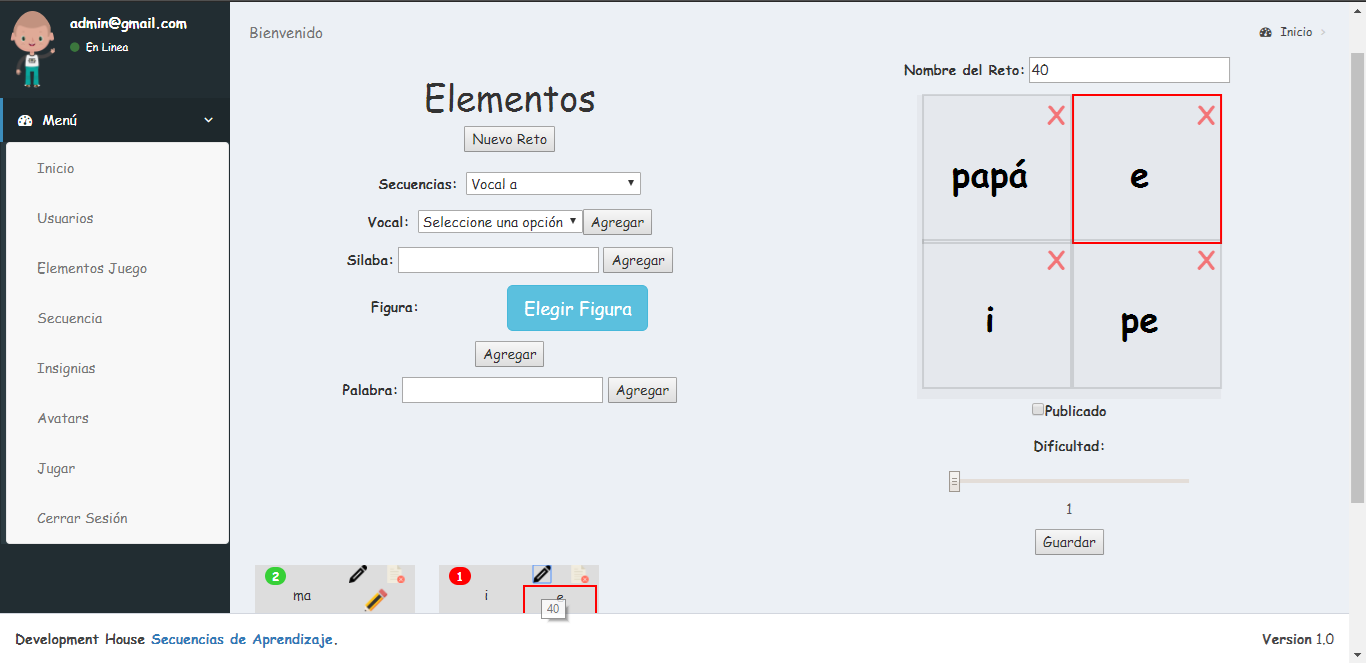 admin@gmail.com
En Linea
Menú
Inicio
Usuarios
Elementos Juego
Secuencia
Insignias
Avatars
Jugar
Cerrar Sesión
Bienvenido
Inicio
Elementos
Nuevo Reto
Secuencias: Vocal a
Vocal: Seleccione una opción Agregar
Silaba: Agregar
Figura: Elegir Figura
Agregar
Palabra: Agregar
Nombre del Reto: 40
papá e
i pe
Publicado
Dificultad:
1
Guardar
2
ma
1
i e
40
Development House Secuencias de Aprendizaje.
Version 1.0